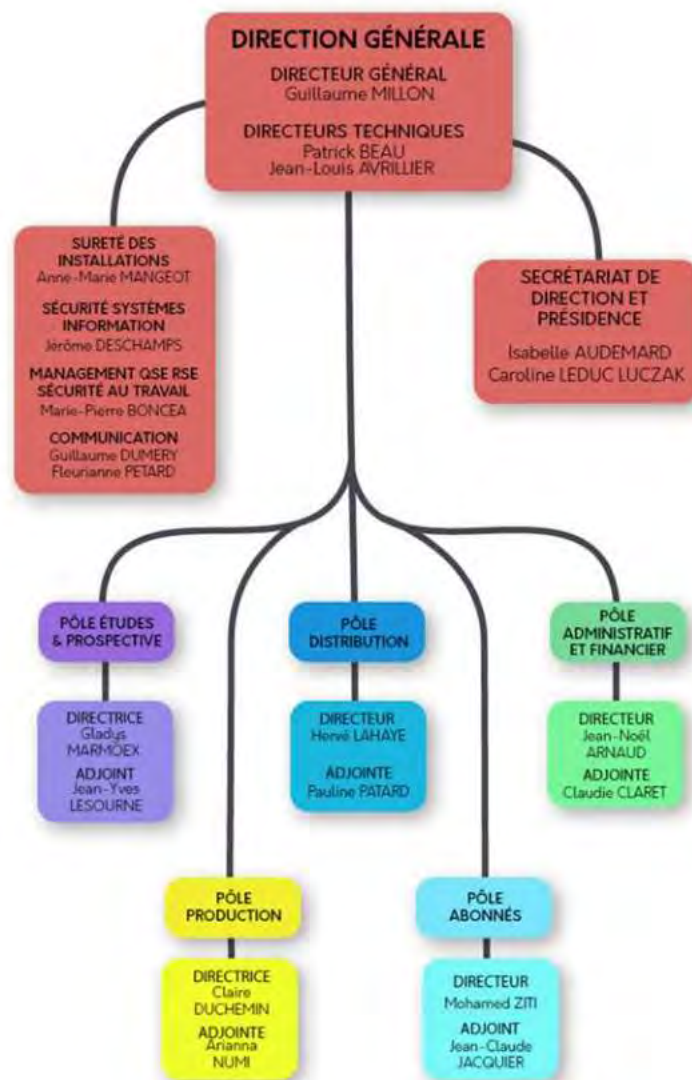 DIRECTION GÉNÉRALE
DIRECTEUR GÉNÉRAL
Guillaume MILLON
DIRECTEURS TECHNIQUES
Patrick BEAU
Jean-Louis AVRILLIER
SURETÉ DES
INSTALLATIONS
Anne-Marie MANGEOT
SÉCURITÉ SYSTÈMES
INFORMATION
Jérôme DESCHAMPS
MANAGEMENT QSE RSE
SÉCURITÉ AU TRAVAIL
Marie-Pierre BONCEA
COMMUNICATION
Guillaume DUMERY
Fleurianne PETARD
SECRÉTARIAT DE
DIRECTION ET
PRÉSIDENCE
Isabelle AUDEMARD
Caroline LEDUC LUCZAK
PÔLE ÉTUDES
& PROSPECTIVE
DIRECTRICE
Gladys
MARMOEX
ADJOINT
Jean-Yves
LESOURNE
PÔLE
DISTRIBUTION
DIRECTEUR
Hervé LAHAYE
ADJOINTE
Pauline PATARD
PÔLE
ADMINISTRATIF
ET FINANCIER
DIRECTEUR
Jean-Noël
ARNAUD
ADJOINTE
Claudie CLARET
PÔLE
PRODUCTION
DIRECTRICE
Claire
DUCHEMIN
ADJOINTE
Arianna
NUMI
PÔLE
ABONNÉS
DIRECTEUR
Mohamed ZITI
ADJOINT
Jean-Claude
JACQUIER